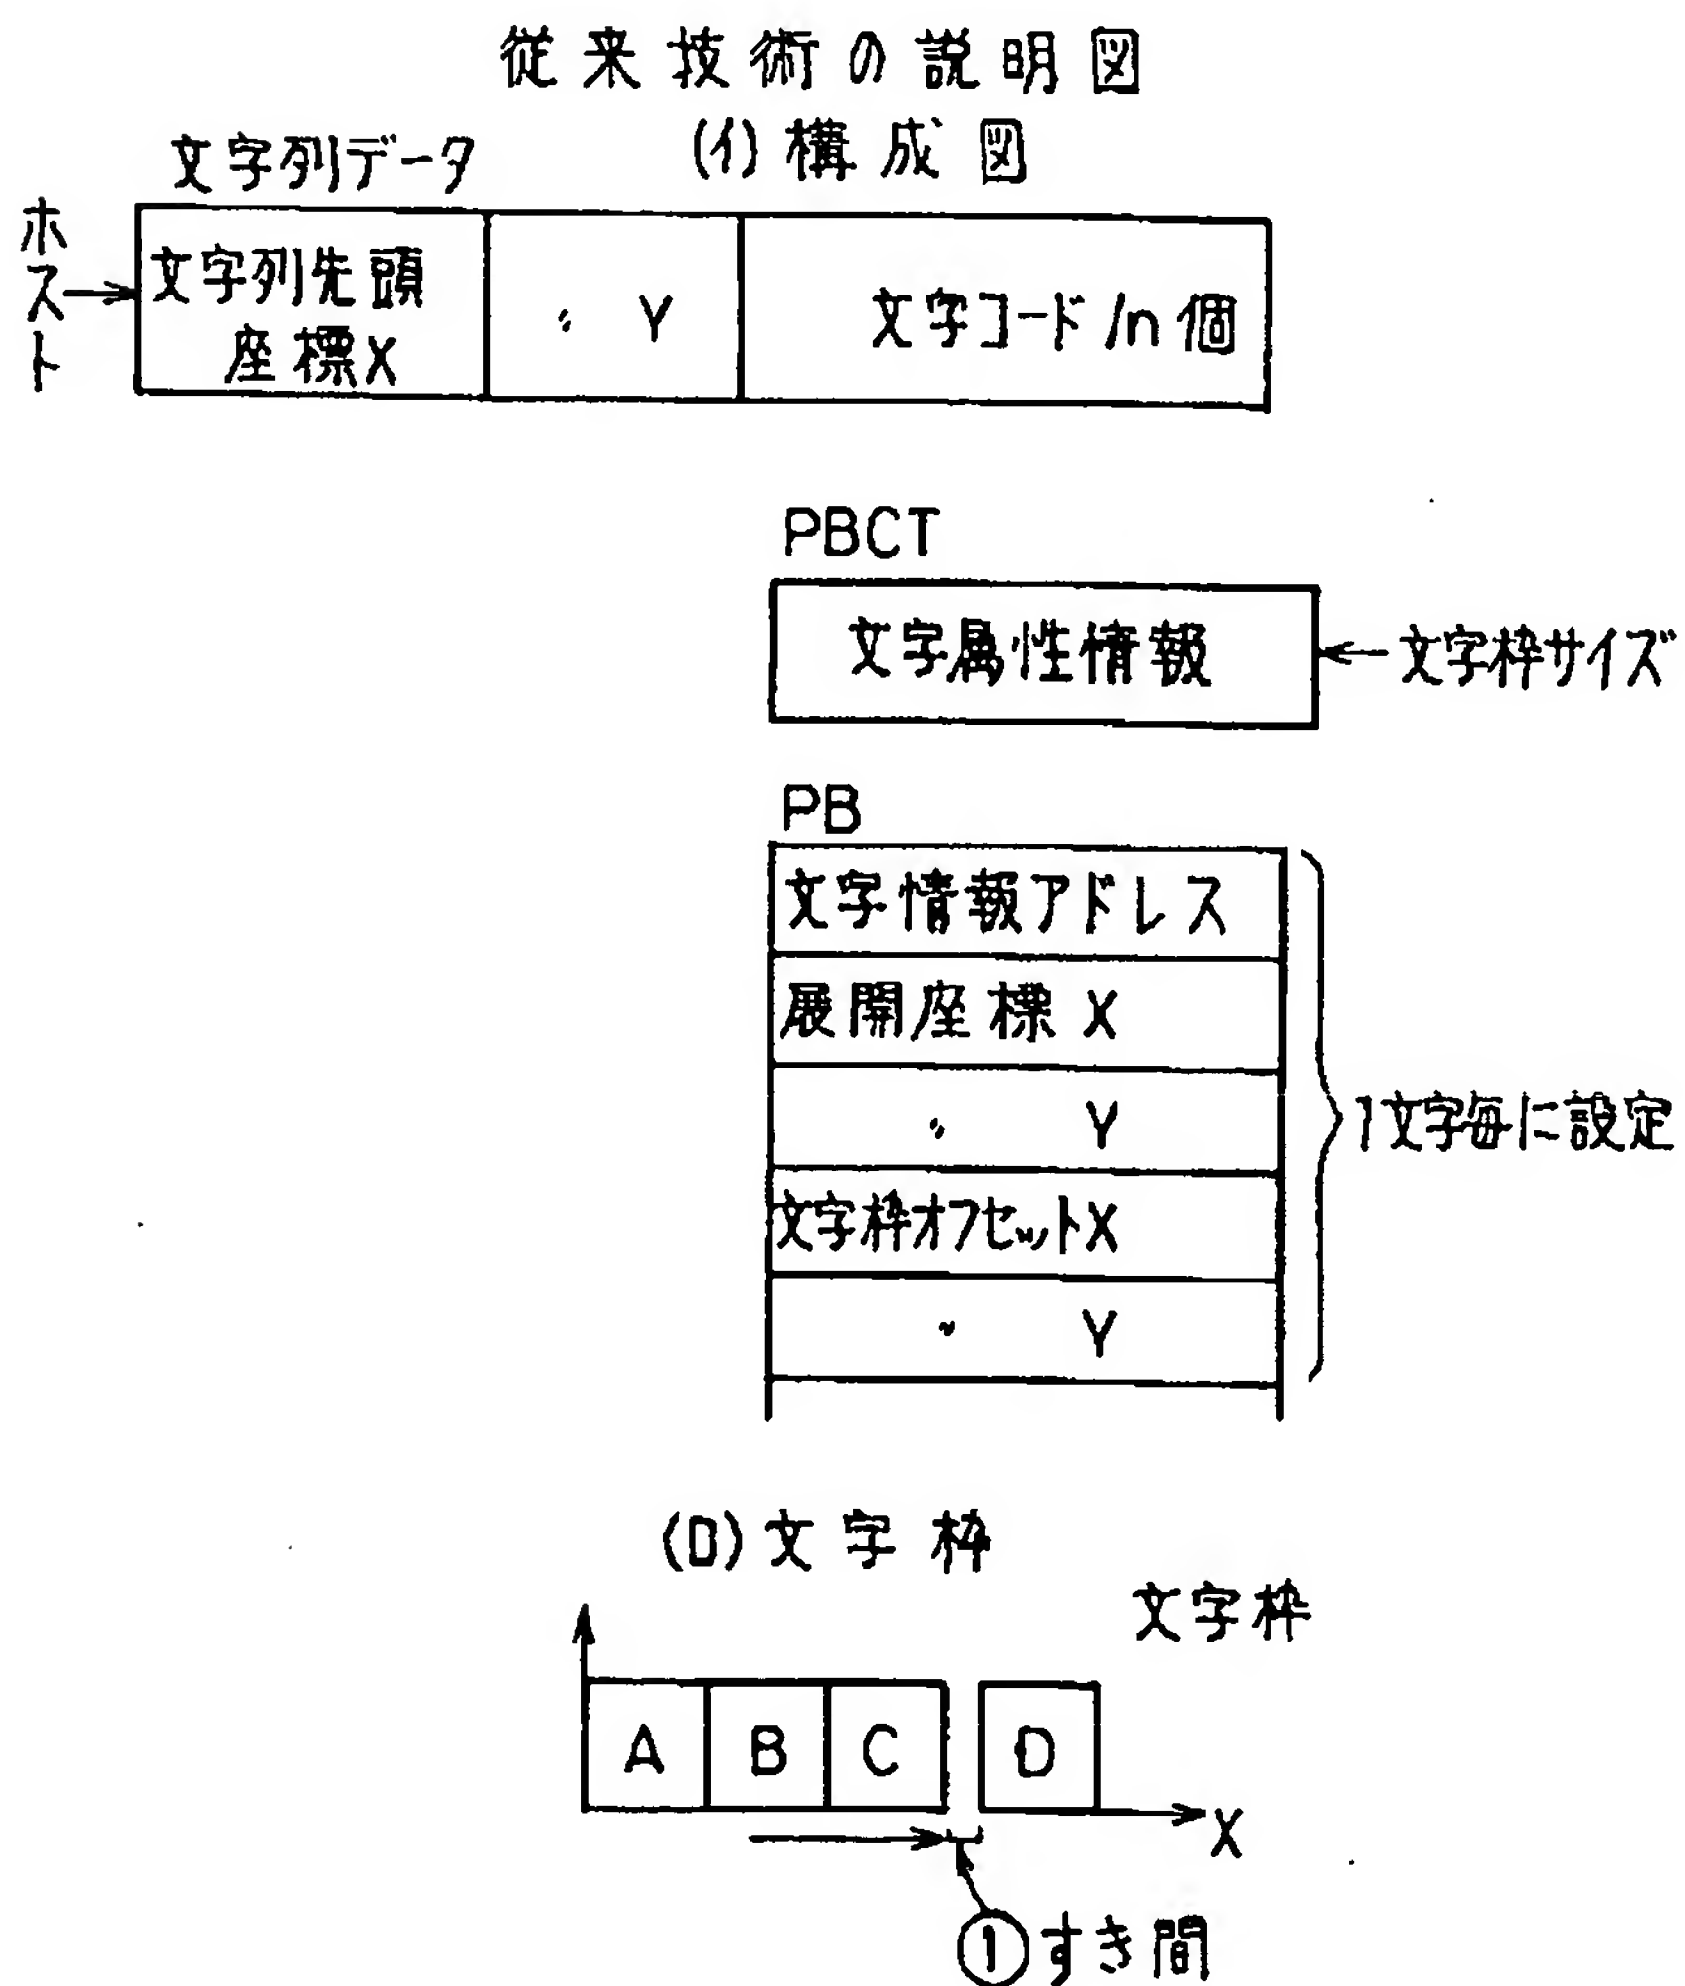 従来技術の説明図
(イ)構成図
文字列データ
ホスト
文字列先頭
座標X
〃 Y
文字コード/n個
PBCT
文字属性情報
文字枠サイズ
PB
文字情報アドレス
展開座標 X
〃 Y
文字枠オフセットX
〃 Y
1文字毎に設定
(ロ)文字枠
文字枠
A B C D
X
①すき間